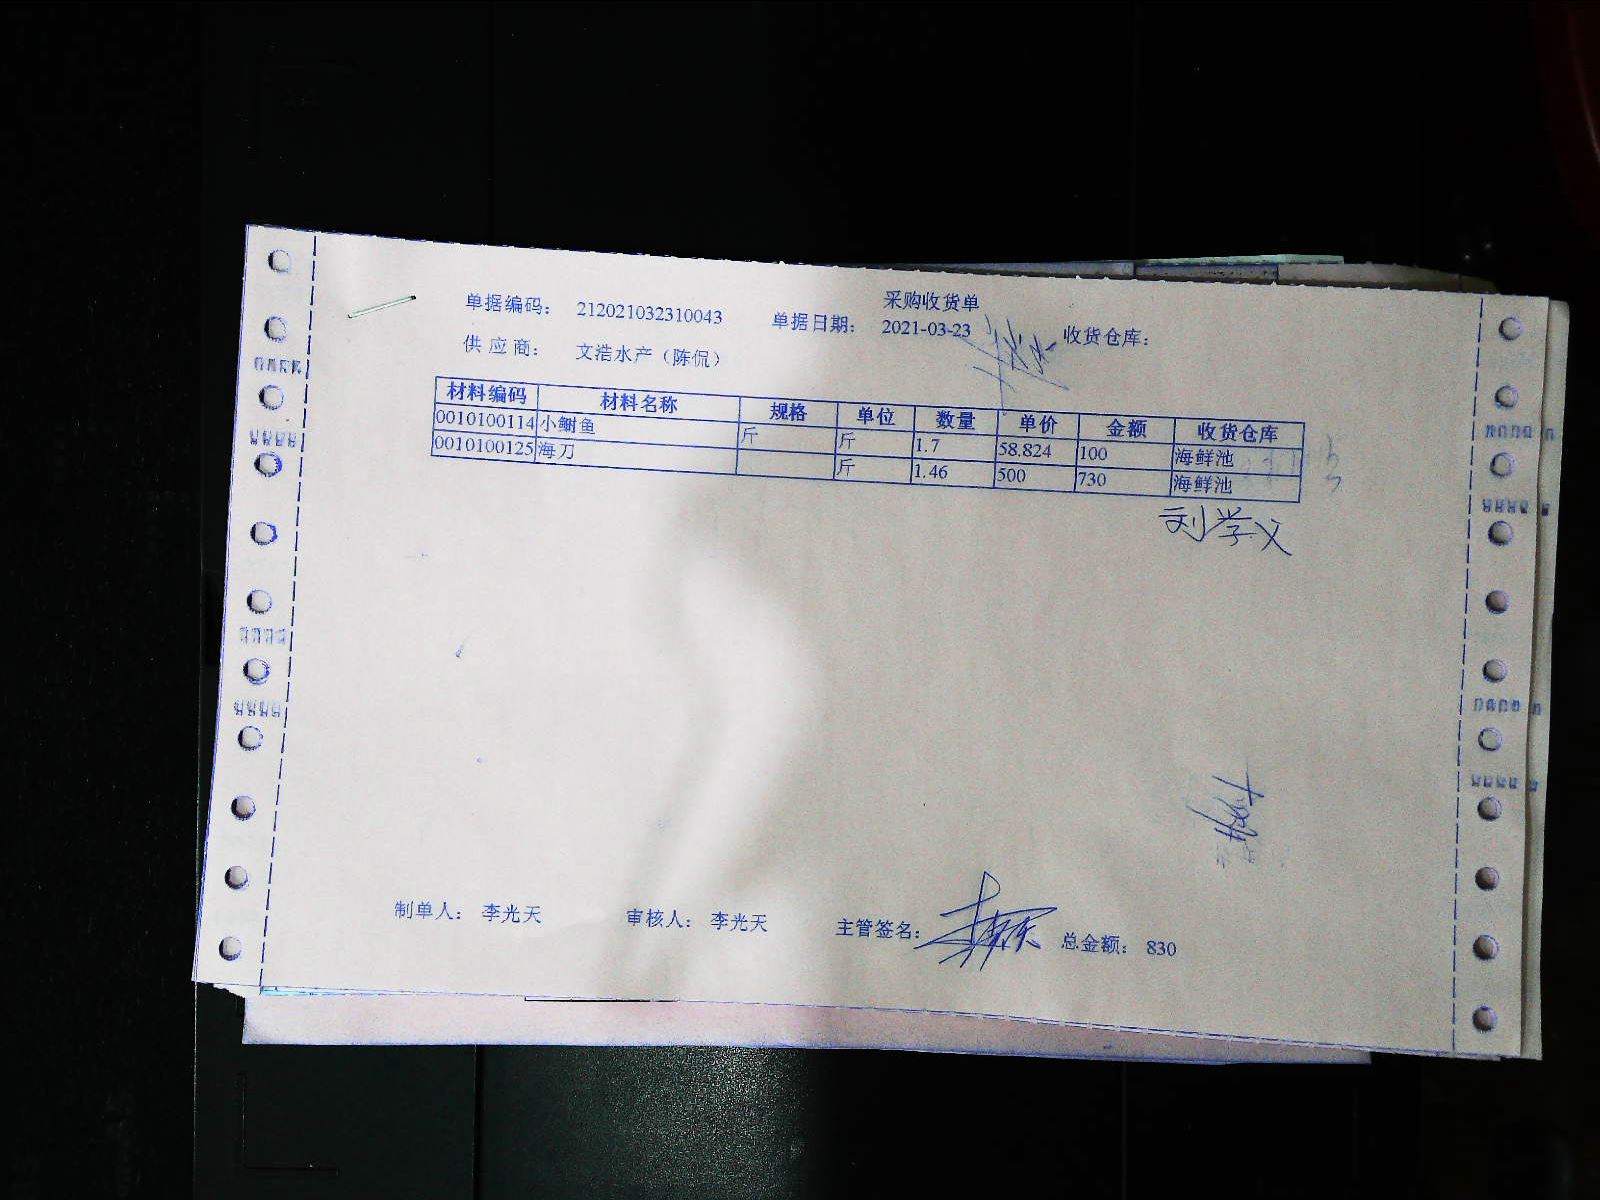 采购收货单
单据编码： 212021032310043 单据日期： 2021-03-23 收货仓库：
供应商： 文浩水产（陈侃）
材料编码 材料名称 规格 单位 数量 单价 金额 收货仓库
0010100114 小鲥鱼 斤 斤 1.7 58.824 100 海鲜池
0010100125 海刀 斤 1.46 500 730 海鲜池
刘学义
制单人： 李光天 审核人： 李光天 主管签名： 总金额： 830